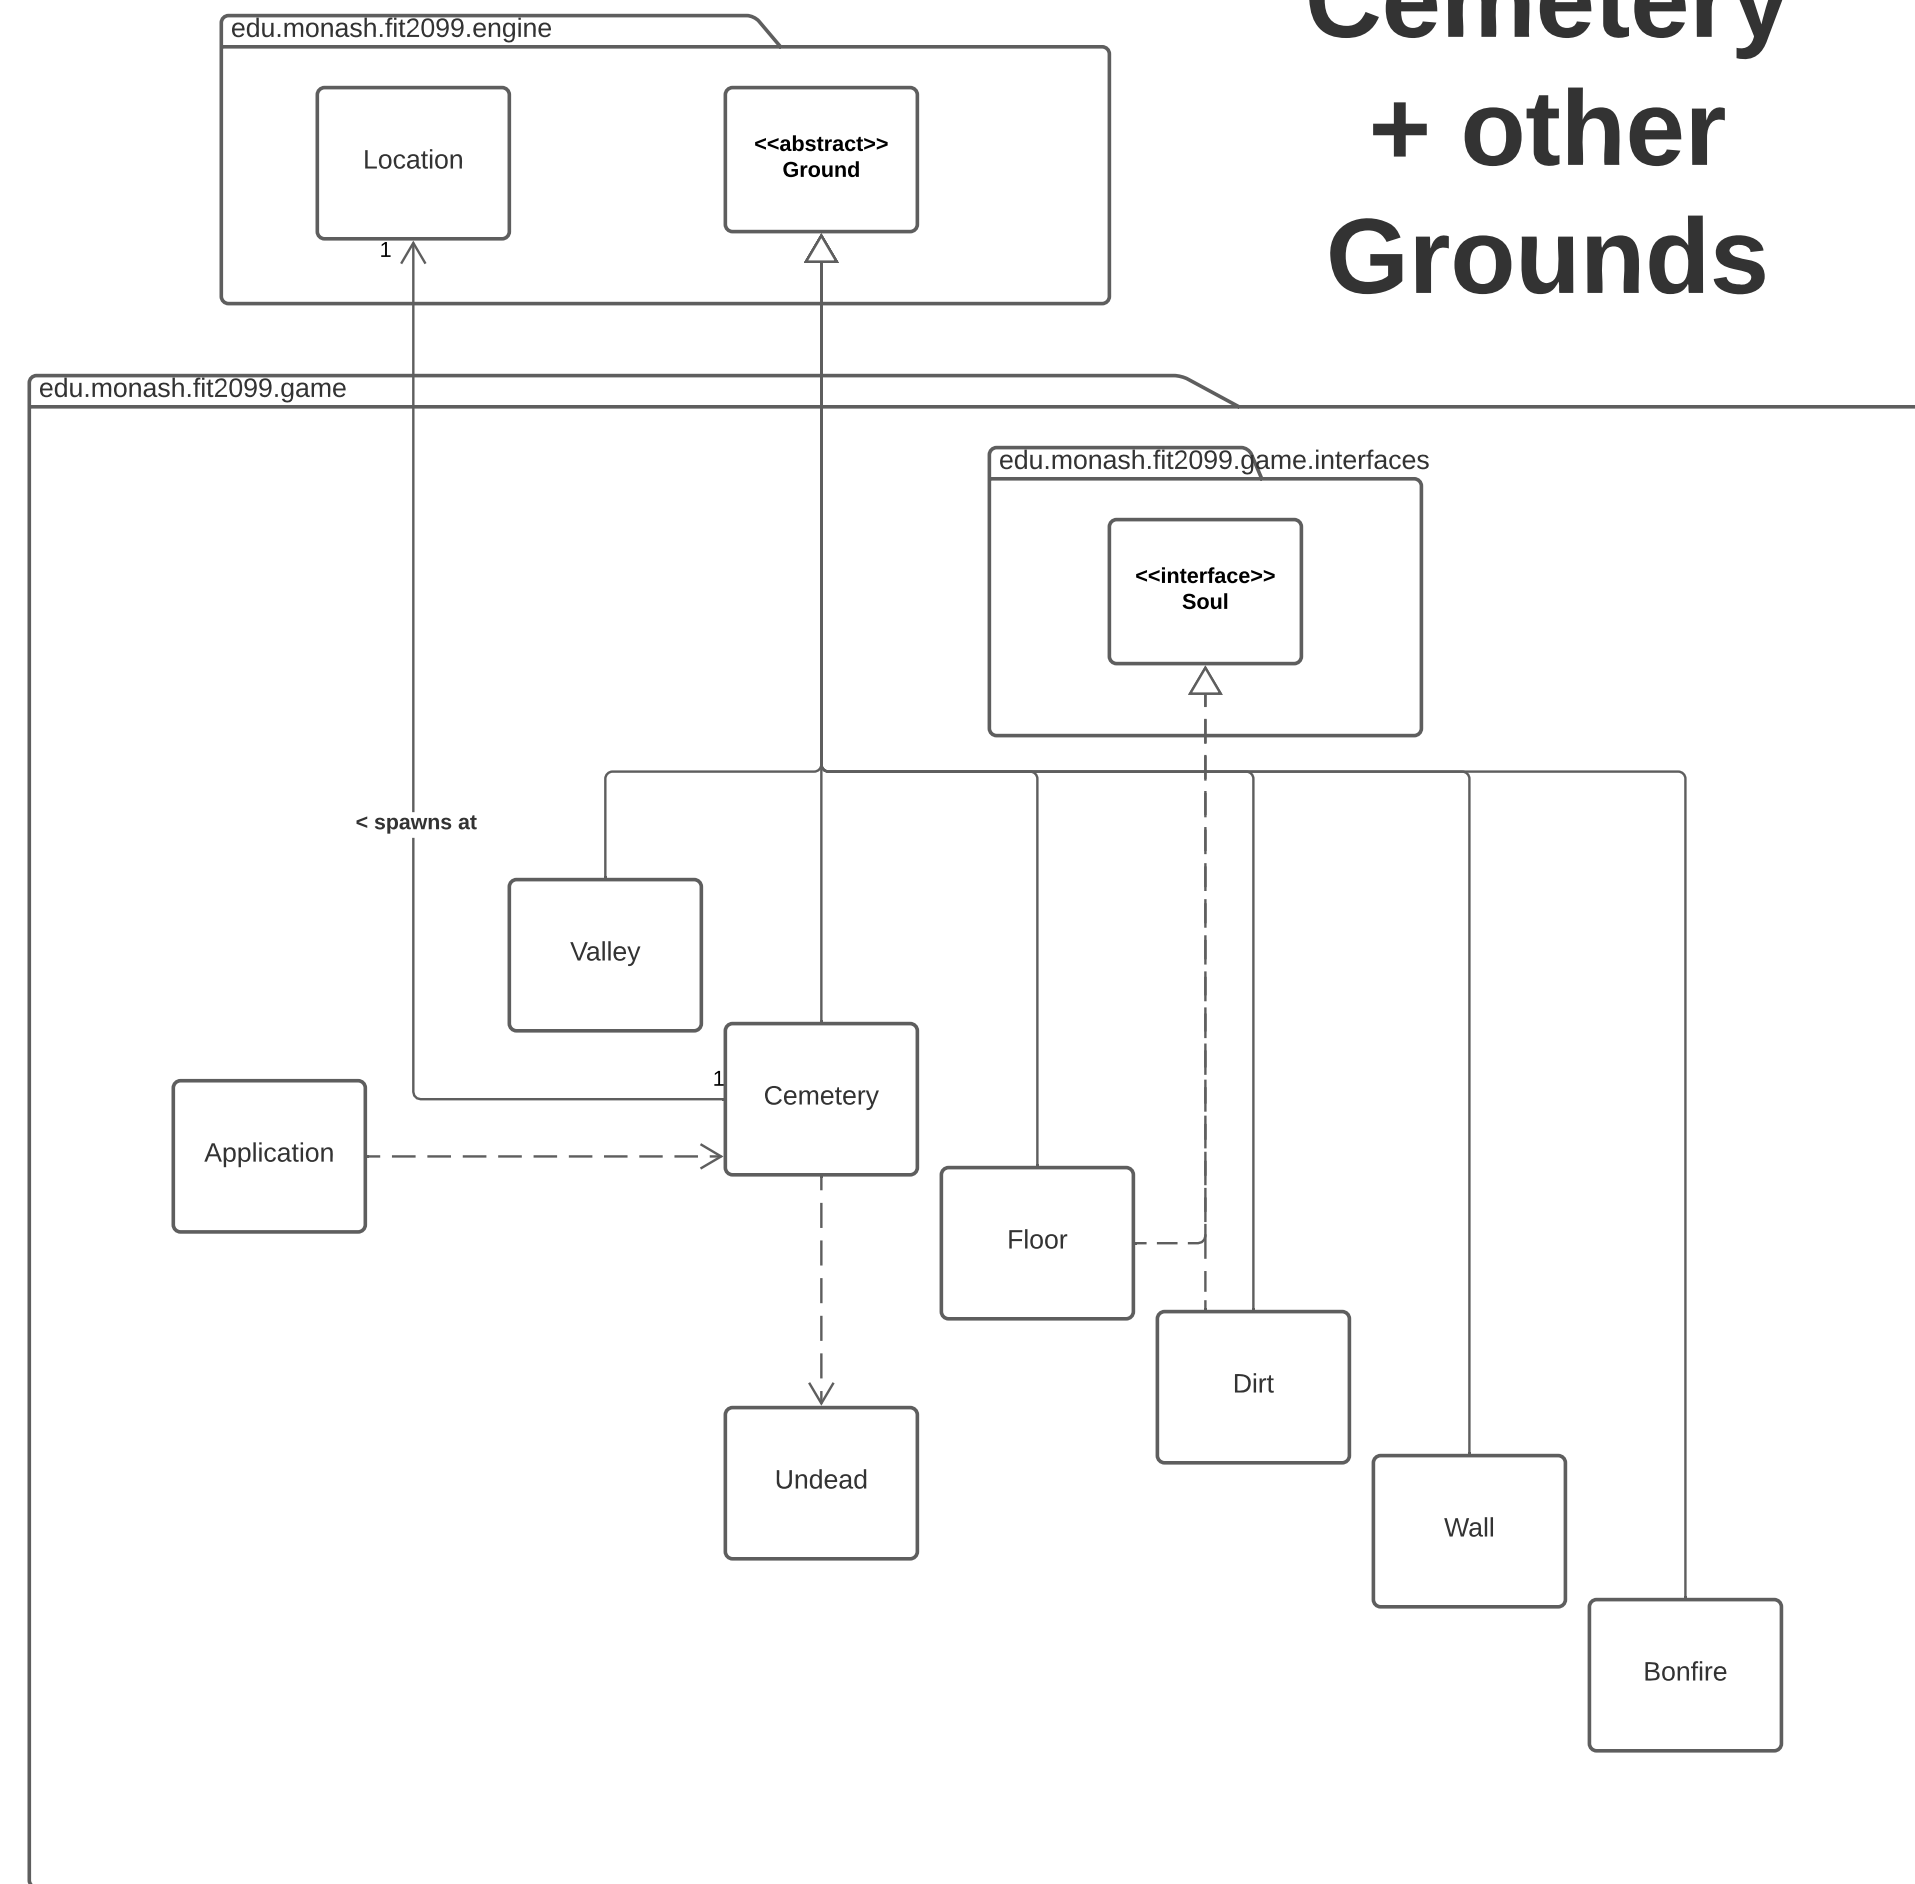 edu.monash.fit2099.engine
Cemetery
+ other
Grounds
Location
<<abstract>>
Ground
1
edu.monash.fit2099.game
edu.monash.fit2099.game.interfaces
<<interface>>
Soul
< spawns at
Valley
1
Cemetery
Application
Floor
Dirt
Undead
Wall
Bonfire